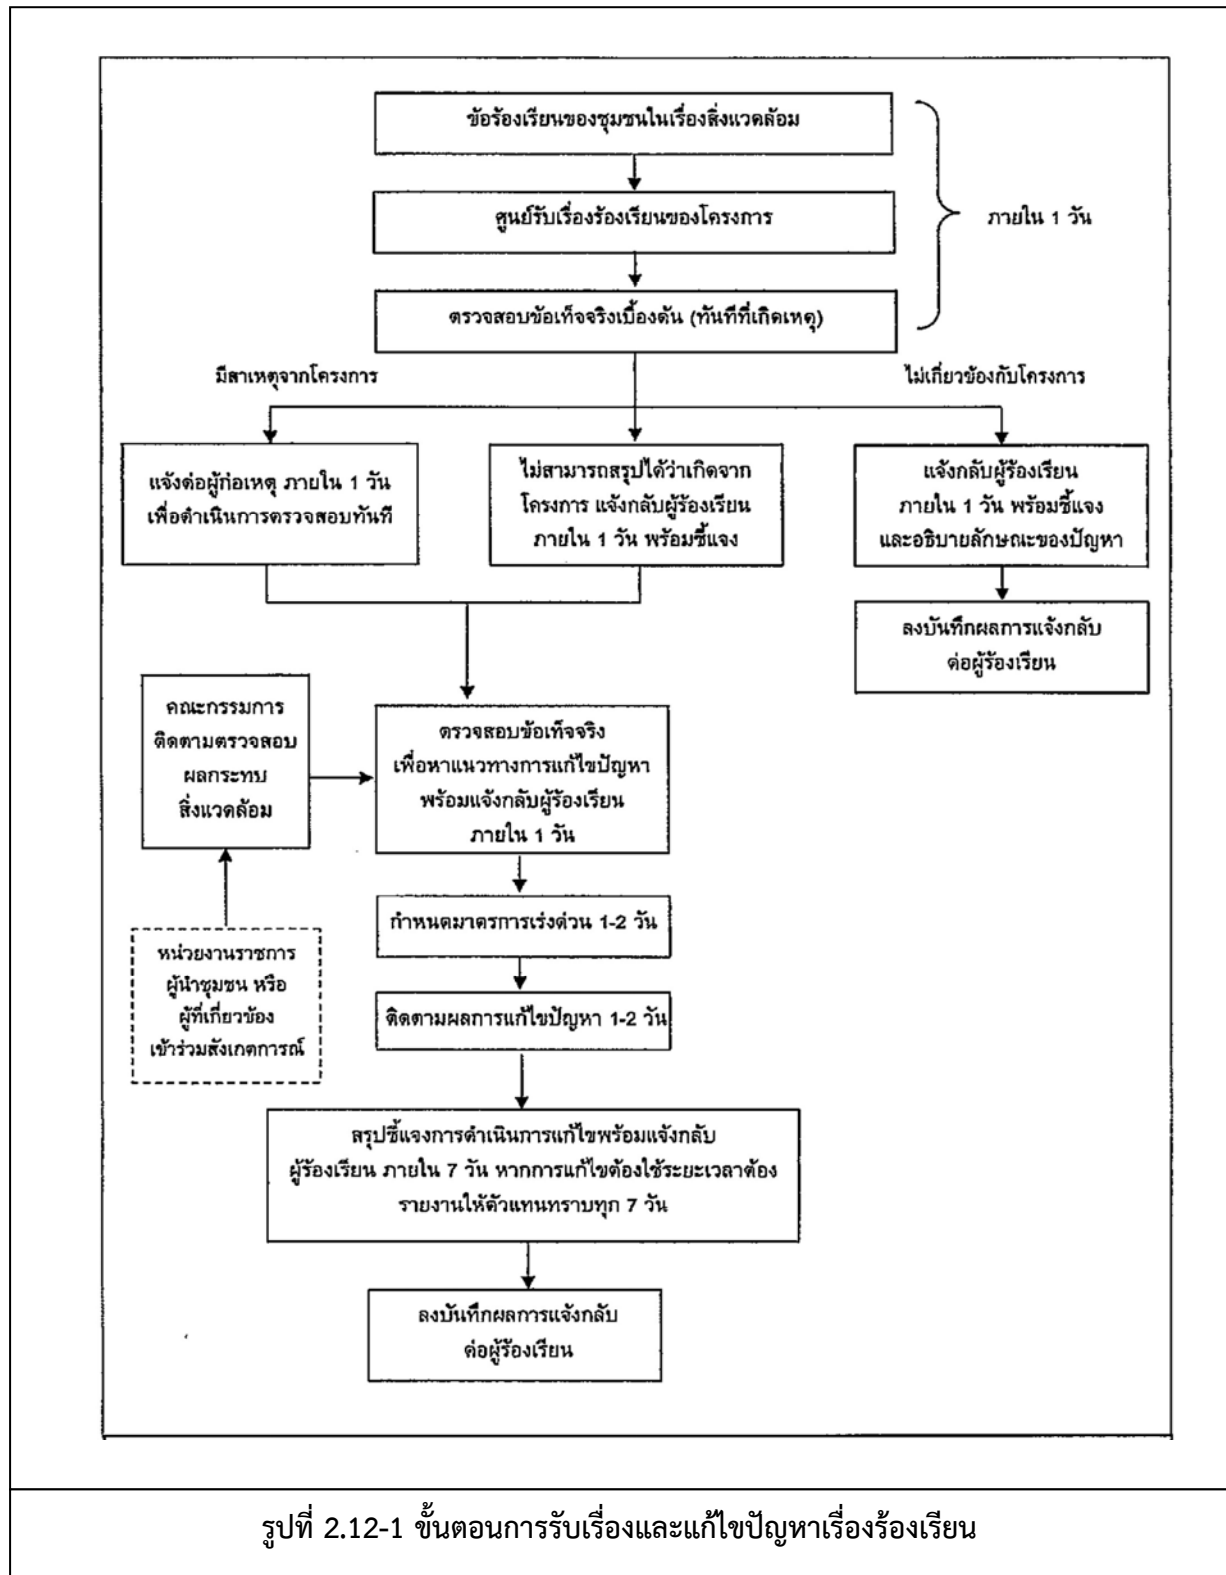 ข้อร้องเรียนของชุมชนในเรื่องสิ่งแวดล้อม
ศูนย์รับเรื่องร้องเรียนของโครงการ
ภายใน 1 วัน
ตรวจสอบข้อเท็จจริงเบื้องต้น (ทันทีที่เกิดเหตุ)
มีสาเหตุจากโครงการ
ไม่เกี่ยวข้องกับโครงการ
แจ้งต่อผู้ก่อเหตุ ภายใน 1 วัน
เพื่อดำเนินการตรวจสอบทันที
ไม่สามารถสรุปได้ว่าเกิดจาก
โครงการ แจ้งกลับผู้ร้องเรียน
ภายใน 1 วัน พร้อมชี้แจง
แจ้งกลับผู้ร้องเรียน
ภายใน 1 วัน พร้อมชี้แจง
และอธิบายลักษณะของปัญหา
ลงบันทึกผลการแจ้งกลับ
ต่อผู้ร้องเรียน
คณะกรรมการ
ติดตามตรวจสอบ
ผลกระทบ
สิ่งแวดล้อม
ตรวจสอบข้อเท็จจริง
เพื่อหาแนวทางการแก้ไขปัญหา
พร้อมแจ้งกลับผู้ร้องเรียน
ภายใน 1 วัน
กำหนดมาตรการเร่งด่วน 1-2 วัน
หน่วยงานราชการ
ผู้นำชุมชน หรือ
ผู้ที่เกี่ยวข้อง
เข้าร่วมสังเกตการณ์
ติดตามผลการแก้ไขปัญหา 1-2 วัน
สรุปชี้แจงการดำเนินการแก้ไขพร้อมแจ้งกลับ
ผู้ร้องเรียน ภายใน 7 วัน หากการแก้ไขต้องใช้ระยะเวลาต้อง
รายงานให้ตัวแทนทราบทุก 7 วัน
ลงบันทึกผลการแจ้งกลับ
ต่อผู้ร้องเรียน
รูปที่ 2.12-1 ขั้นตอนการรับเรื่องและแก้ไขปัญหาเรื่องร้องเรียน